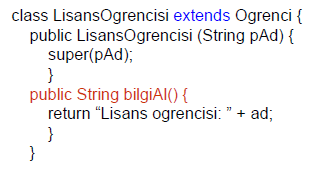 class LisansOgrencisi extends Ogrenci {
public LisansOgrencisi (String pAd) {
super(pAd);
}
public String bilgiAl() {
return “Lisans ogrencisi: ” + ad;
}
}